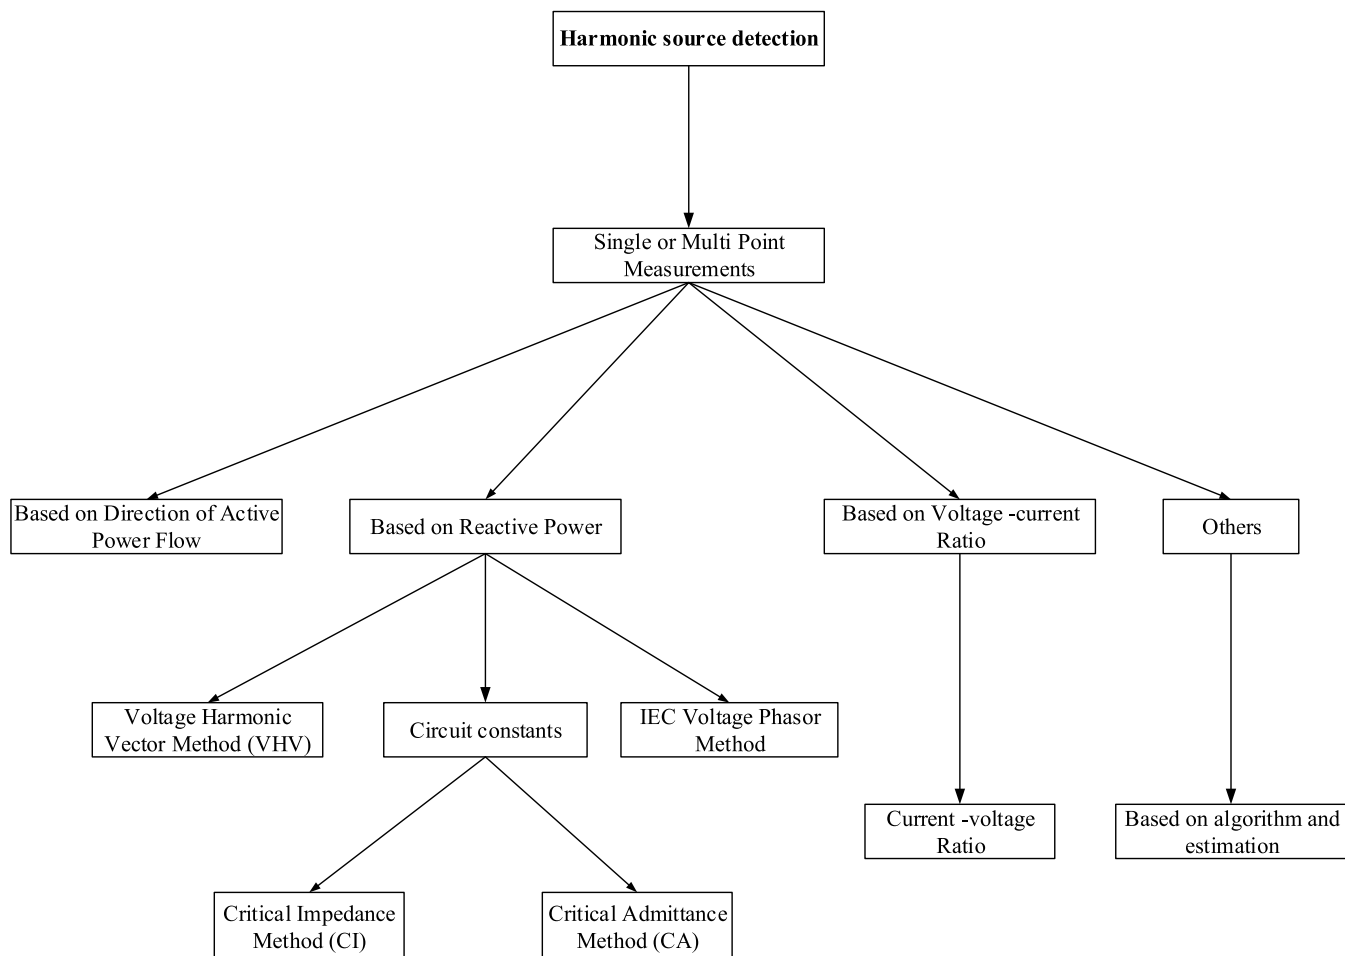 Harmonic source detection
Single or Multi Point
Measurements
Based on Direction of Active
Power Flow
Based on Reactive Power
Based on Voltage -current
Ratio
Others
Voltage Harmonic
Vector Method (VHV)
Circuit constants
IEC Voltage Phasor
Method
Current -voltage
Ratio
Based on algorithm and
estimation
Critical Impedance
Method (CI)
Critical Admittance
Method (CA)